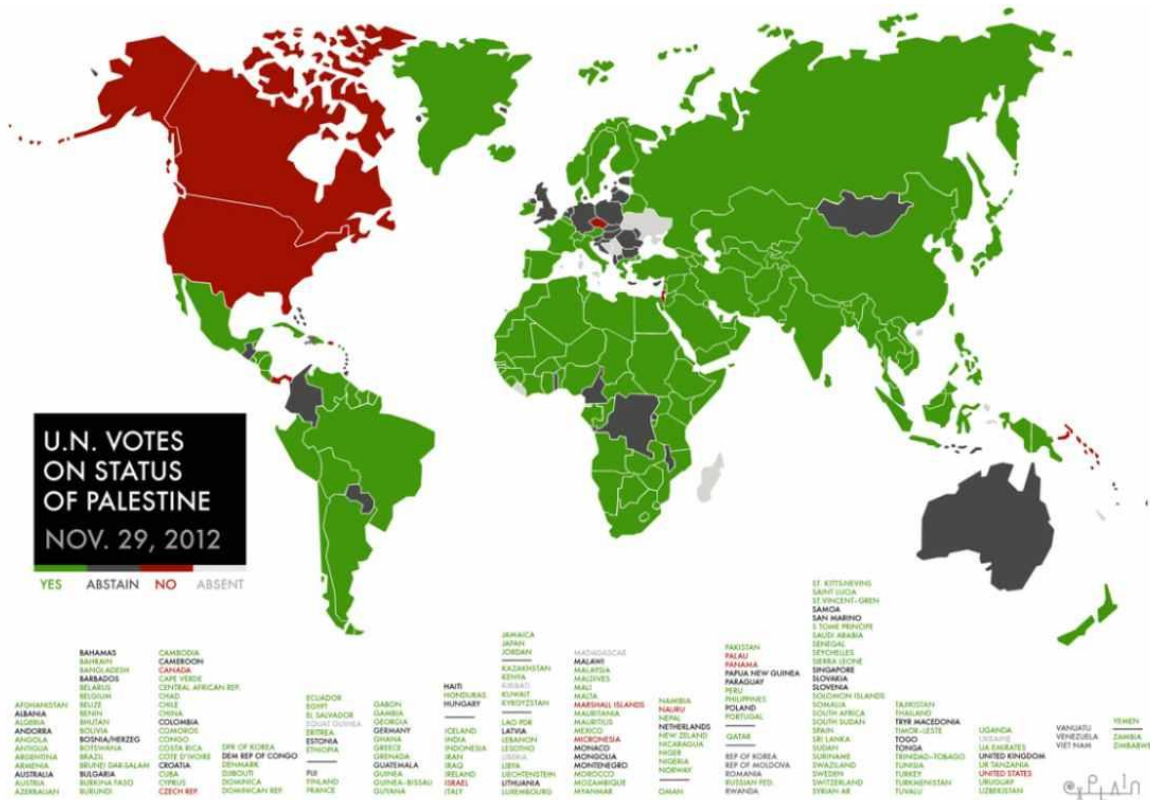 U.N. VOTES
ON STATUS
OF PALESTINE
NOV. 29, 2012
YES ABSTAIN NO ABSENT
AFGHANISTAN
ALBANIA
ALGERIA
ANDORRA
ANGOLA
ANTIGUA
ARGENTINA
ARMENIA
AUSTRALIA
AUSTRIA
AZERBAIJAN
BAHAMAS
BAHRAIN
BANGLADESH
BARBADOS
BELARUS
BELGIUM
BELIZE
BENIN
BHUTAN
BOLIVIA
BOSNIA/HERZEG
BOTSWANA
BRAZIL
BRUNEI DAR-SALAM
BULGARIA
BURKINA FASO
BURUNDI
CAMBODIA
CAMEROON
CANADA
CAPE VERDE
CENTRAL AFRICAN REP.
CHAD
CHILE
CHINA
COLOMBIA
COMOROS
CONGO
COSTA RICA
COTE D'IVOIRE
CROATIA
CUBA
CYPRUS
CZECH REP.
DPR OF KOREA
DEM REP OF CONGO
DENMARK
DJIBOUTI
DOMINICA
DOMINICAN REP.
ECUADOR
EGYPT
EL SALVADOR
EQUAT GUINEA
ERITREA
ESTONIA
ETHIOPIA
FIJI
FINLAND
FRANCE
GABON
GAMBIA
GEORGIA
GERMANY
GHANA
GREECE
GRENADA
GUATEMALA
GUINEA
GUINEA-BISSAU
GUYANA
HAITI
HONDURAS
HUNGARY
ICELAND
INDIA
INDONESIA
IRAN
IRAQ
IRELAND
ISRAEL
ITALY
JAMAICA
JAPAN
JORDAN
KAZAKHSTAN
KENYA
KIRIBATI
KUWAIT
KYRGYZSTAN
LAO PDR
LATVIA
LEBANON
LESOTHO
LIBERIA
LIBYA
LIECHTENSTEIN
LITHUANIA
LUXEMBOURG
MADAGASCAR
MALAWI
MALAYSIA
MALDIVES
MALI
MALTA
MARSHALL ISLANDS
MAURITANIA
MAURITIUS
MEXICO
MICRONESIA
MONACO
MONGOLIA
MONTENEGRO
MOROCCO
MOZAMBIQUE
MYANMAR
NAMIBIA
NAURU
NEPAL
NETHERLANDS
NEW ZELAND
NICARAGUA
NIGER
NIGERIA
NORWAY
OMAN
PAKISTAN
PALAU
PANAMA
PAPUA NEW GUINEA
PARAGUAY
PERU
PHILIPPINES
POLAND
PORTUGAL
QATAR
REP OF KOREA
REP OF MOLDOVA
ROMANIA
RUSSIAN FED.
RWANDA
ST. KITTS-NEVINS
SAINT LUCIA
ST VINCENT-GREN
SAMOA
SAN MARINO
S TOME PRINCIPE
SAUDI ARABIA
SENEGAL
SEYCHELLES
SIERRA LEONE
SINGAPORE
SLOVAKIA
SLOVENIA
SOLOMON ISLANDS
SOMALIA
SOUTH AFRICA
SOUTH SUDAN
SPAIN
SRI LANKA
SUDAN
SURINAME
SWAZILAND
SWEDEN
SWITZERLAND
SYRIAN AR
TAJIKISTAN
THAILAND
TRYR MACEDONIA
TIMOR-LESTE
TOGO
TONGA
TRINIDAD-TOBAGO
TUNISIA
TURKEY
TURKMENISTAN
TUVALU
UGANDA
UKRAINE
UA EMIRATES
UNITED KINGDOM
UR TANZANIA
UNITED STATES
URUGUAY
UZBEKISTAN
VANUATU
VENEZUELA
VIET NAM
YEMEN
ZAMBIA
ZIMBABWE